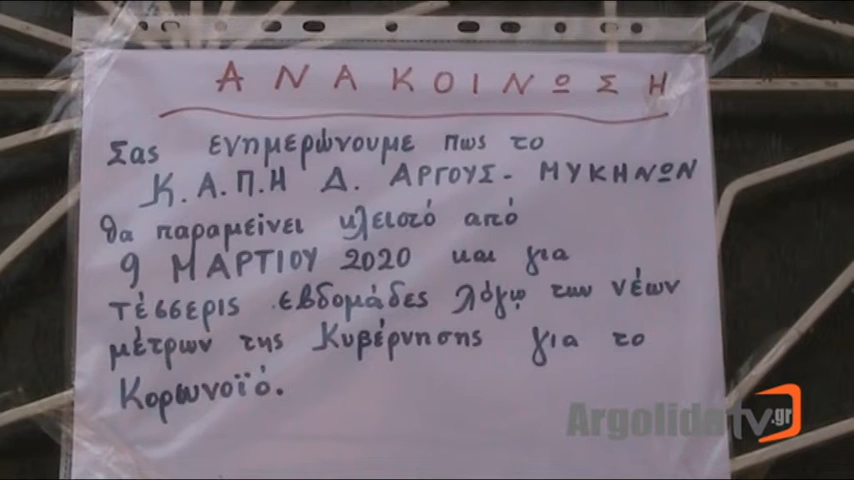 ΑΝΑΚΟΙΝΩΣΗ
Σας ενημερώνουμε πως το
Κ.Α.Π.Η Δ. ΑΡΓΟΥΣ - ΜΥΚΗΝΩΝ
θα παραμείνει κλειστό από
9 ΜΑΡΤΙΟΥ 2020 και για
τέσσερις εβδομάδες λόγω των νέων
μέτρων της Κυβέρνησης για το
Κορωνοϊό.
ArgolidaTV.gr